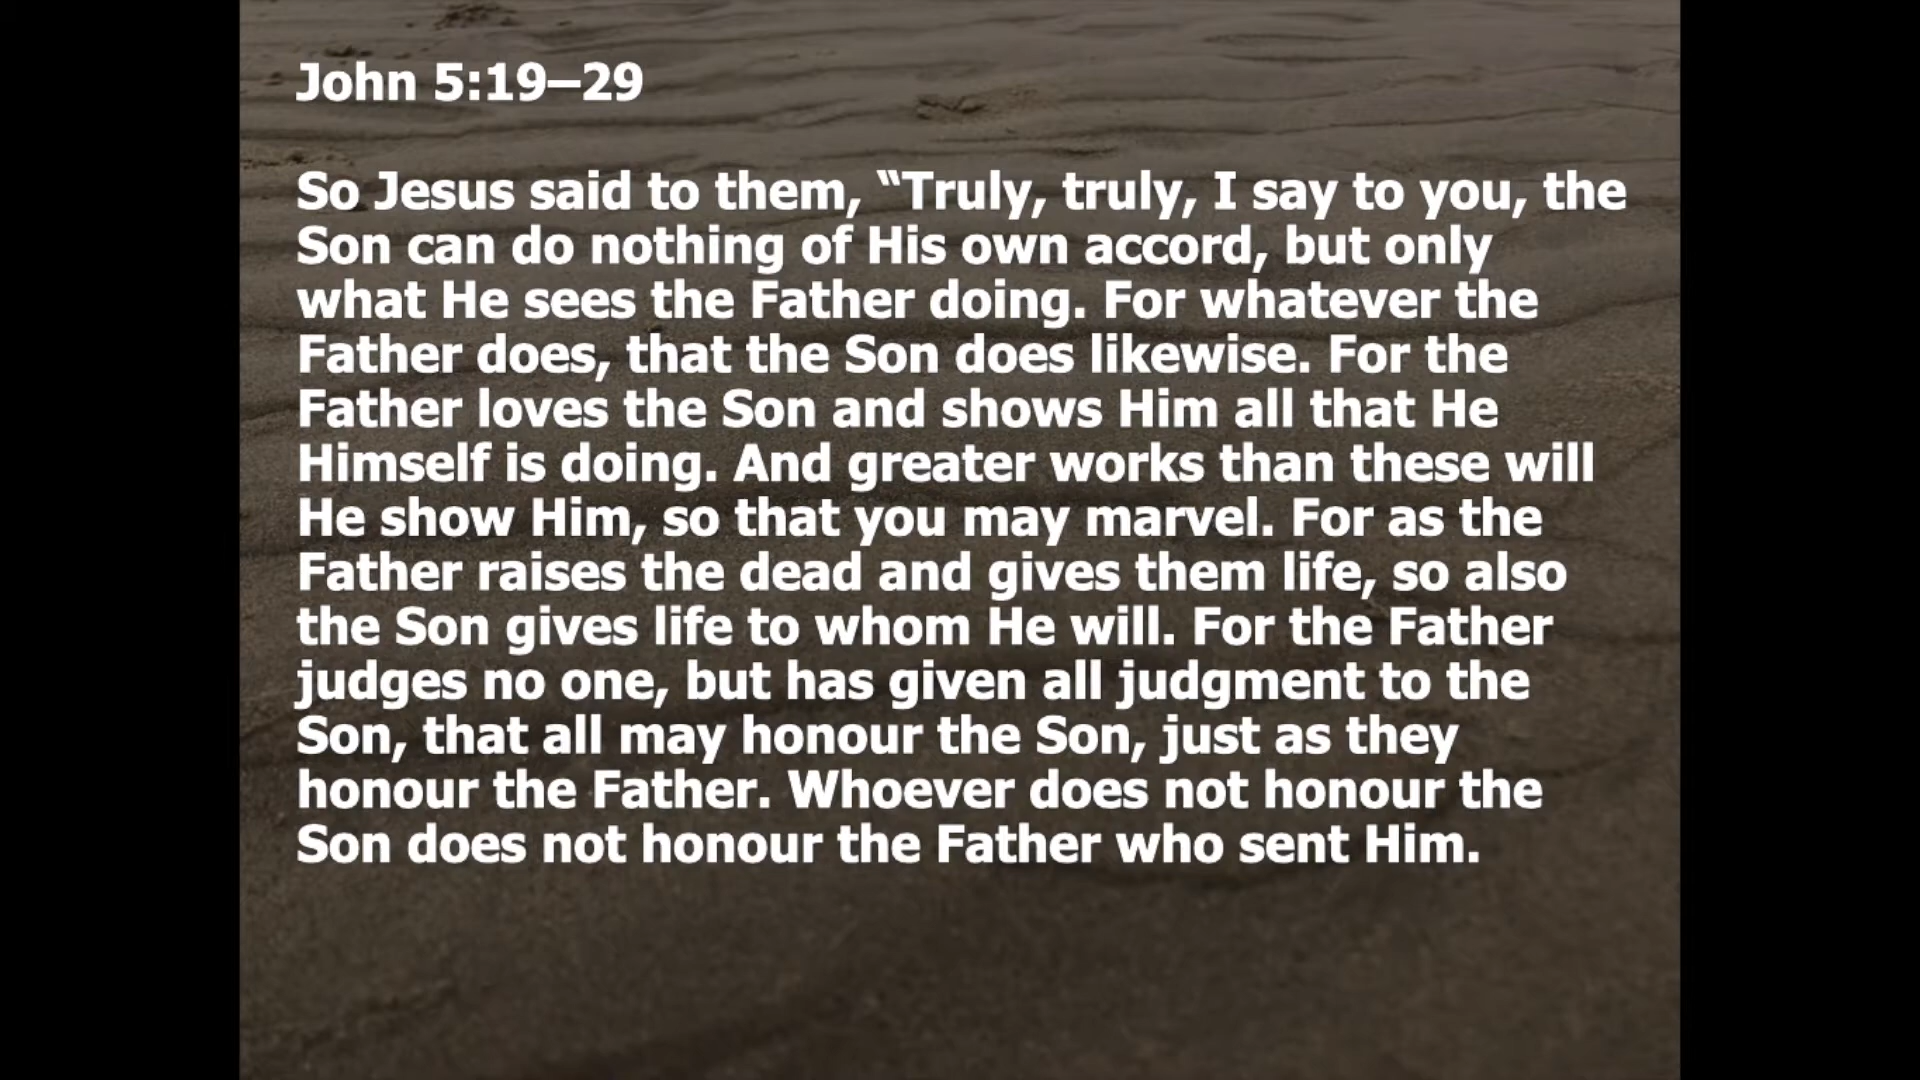 John 5:19–29
So Jesus said to them, “Truly, truly, I say to you, the
Son can do nothing of His own accord, but only
what He sees the Father doing. For whatever the
Father does, that the Son does likewise. For the
Father loves the Son and shows Him all that He
Himself is doing. And greater works than these will
He show Him, so that you may marvel. For as the
Father raises the dead and gives them life, so also
the Son gives life to whom He will. For the Father
judges no one, but has given all judgment to the
Son, that all may honour the Son, just as they
honour the Father. Whoever does not honour the
Son does not honour the Father who sent Him.